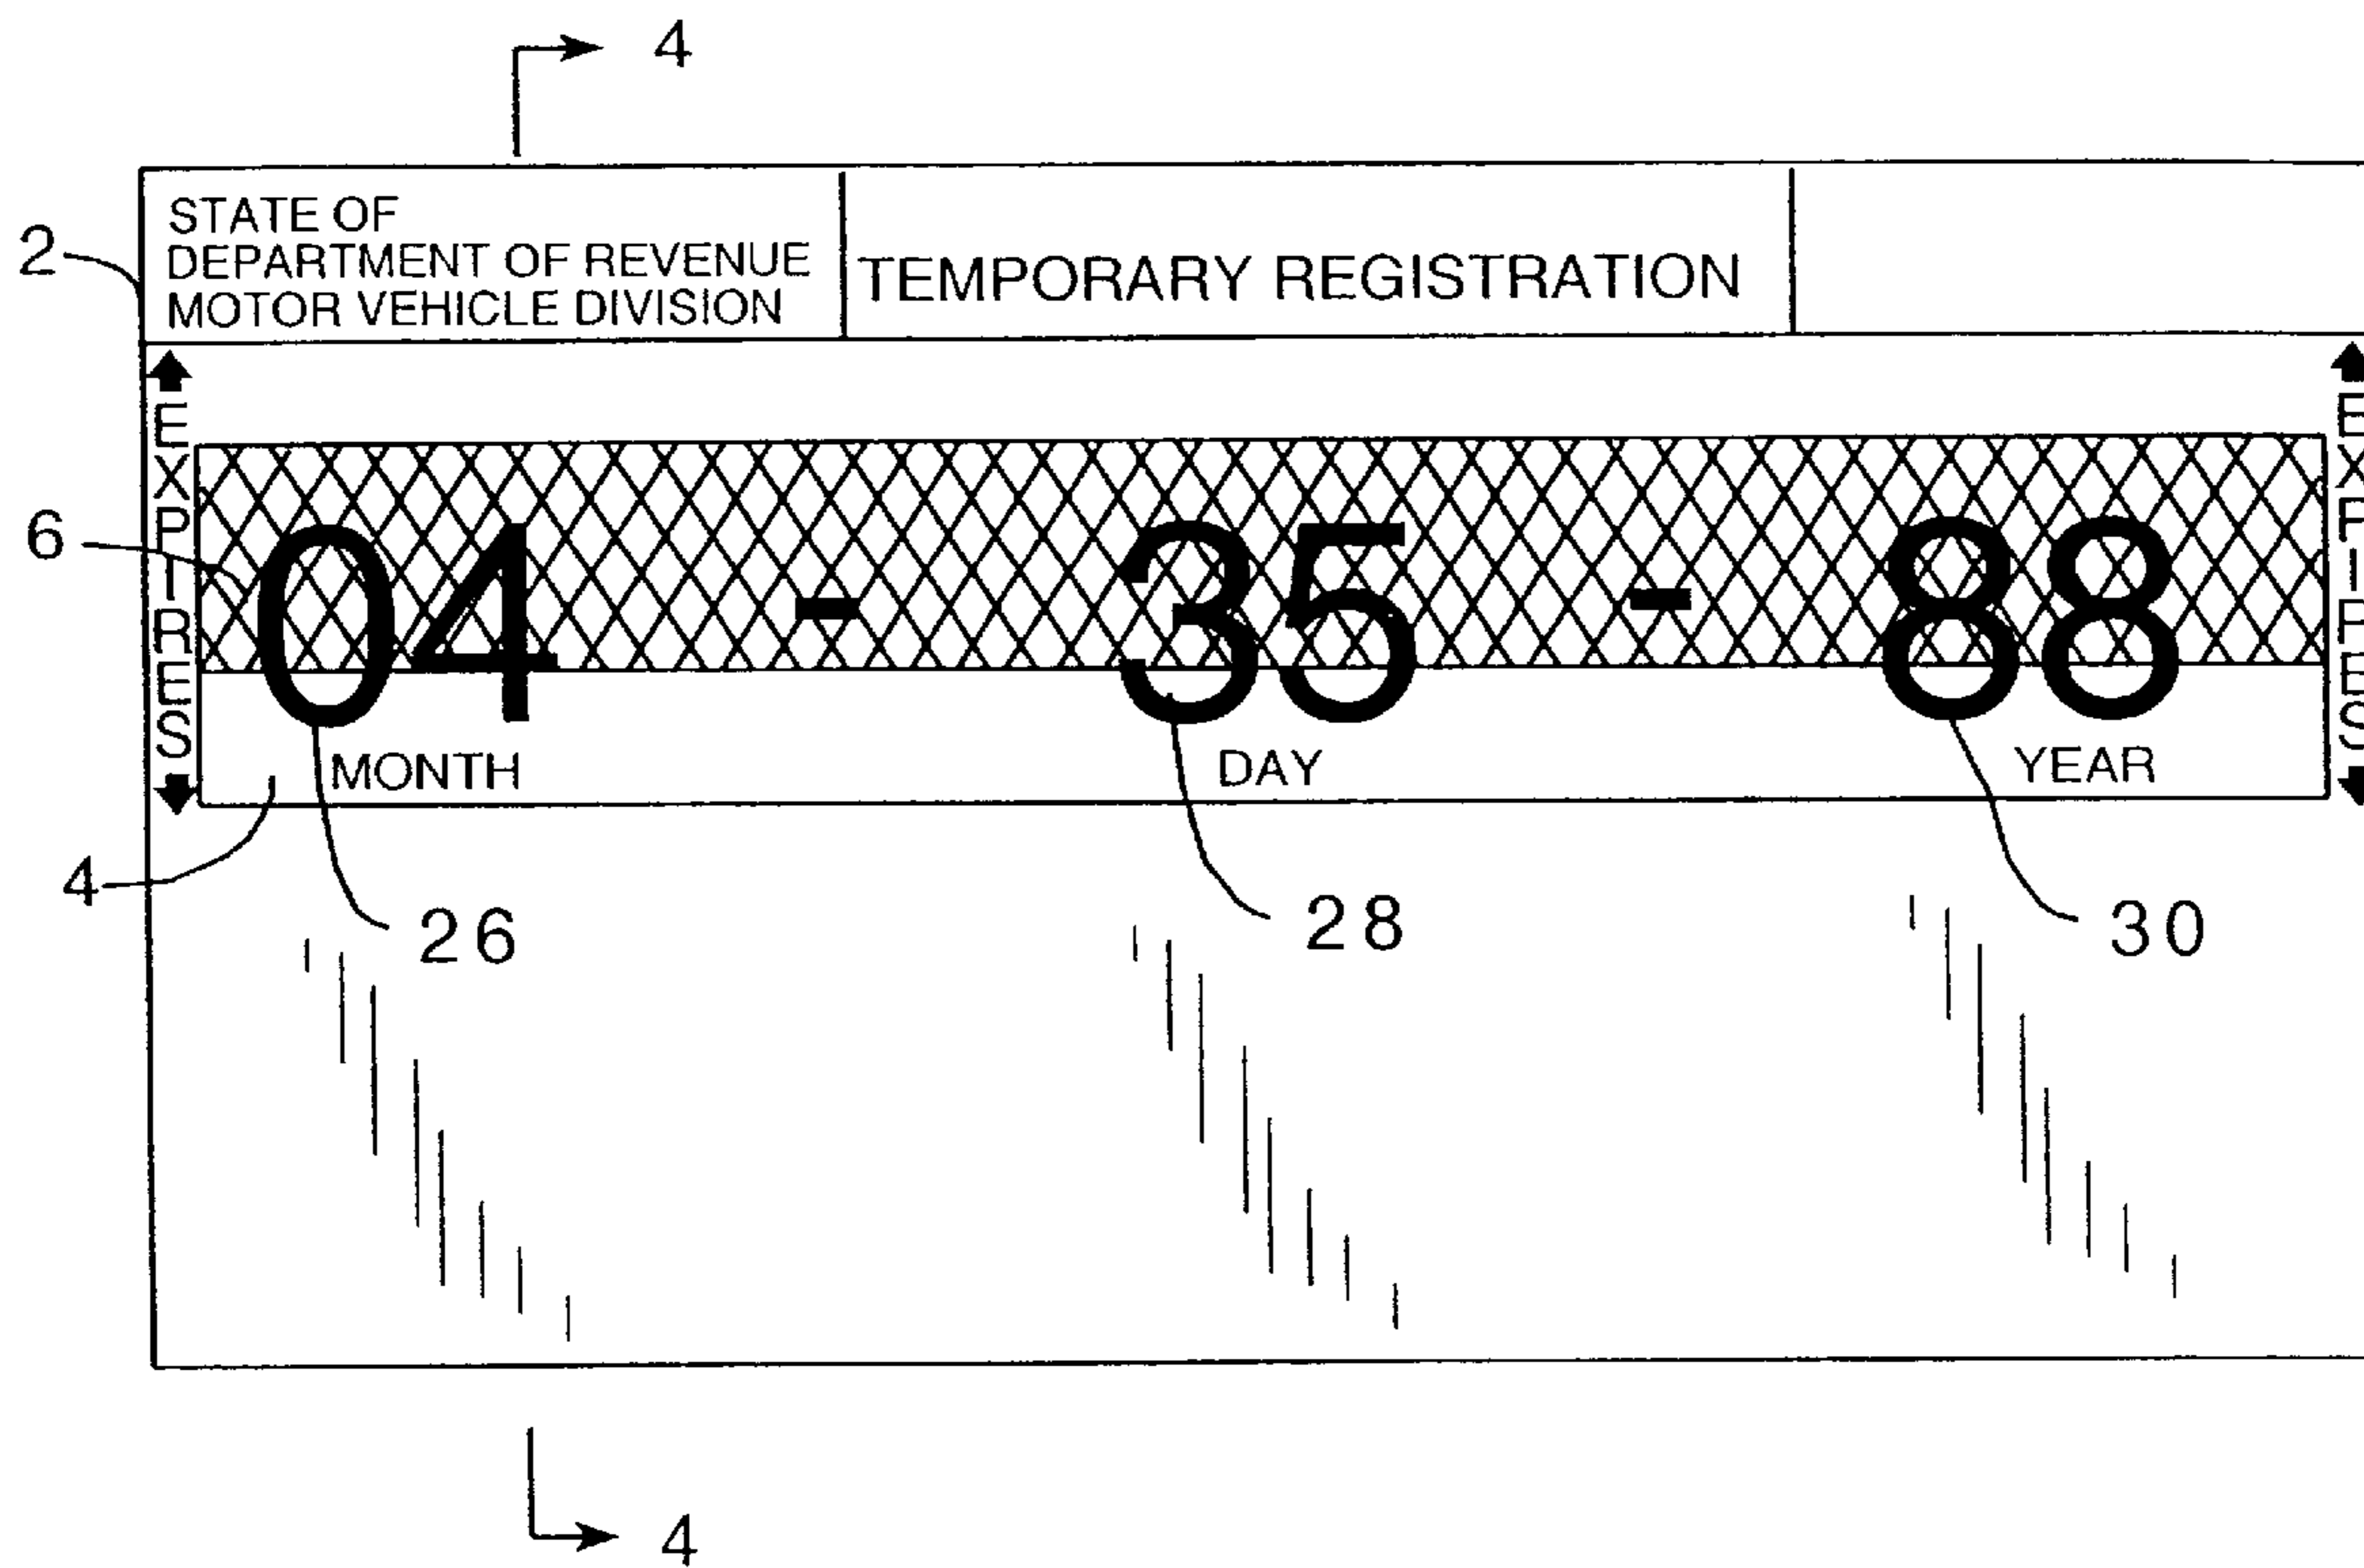 4
STATE OF
DEPARTMENT OF REVENUE
MOTOR VEHICLE DIVISION
TEMPORARY REGISTRATION
2
EXPIRES
EXPIRES
6
04 - 35 - 88
MONTH DAY YEAR
4
26 28 30
4